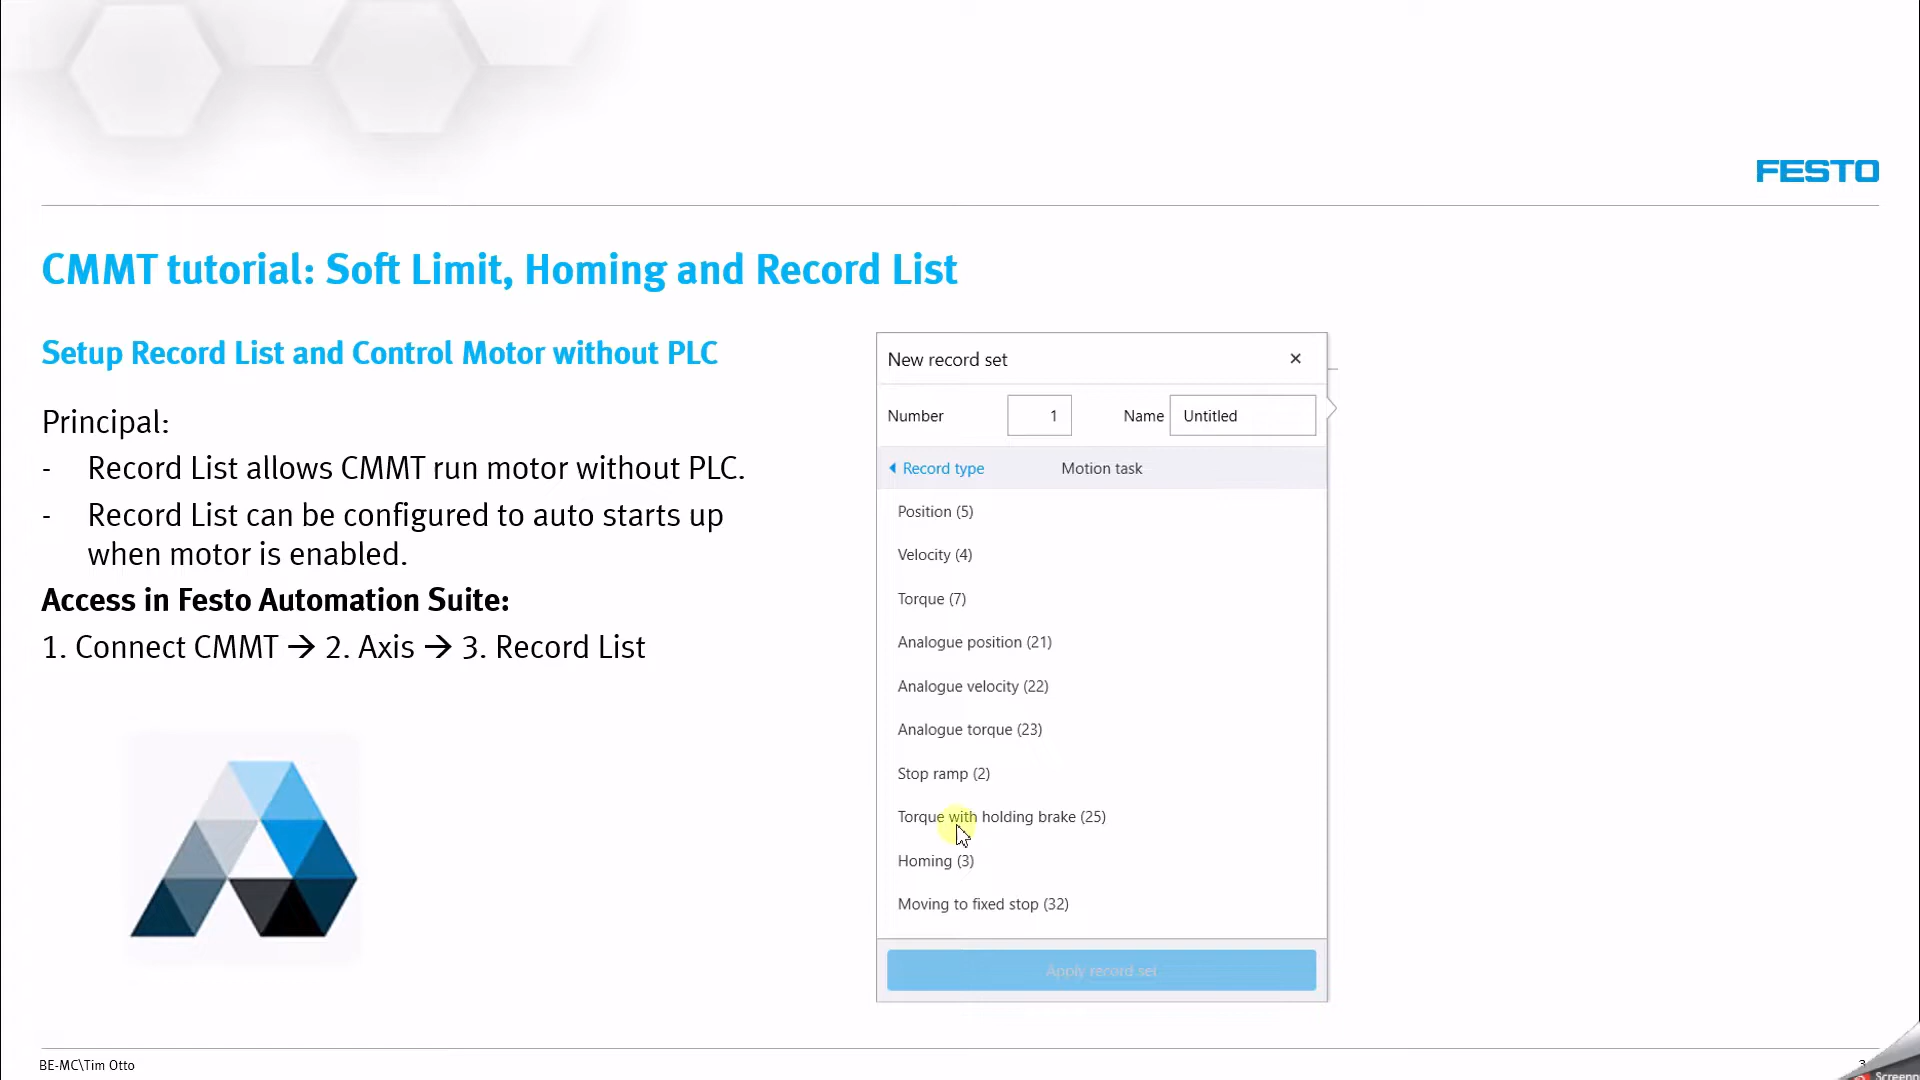 FESTO
CMMT tutorial: Soft Limit, Homing and Record List
Setup Record List and Control Motor without PLC
Principal:
- Record List allows CMMT run motor without PLC.
- Record List can be configured to auto starts up
when motor is enabled.
Access in Festo Automation Suite:
1. Connect CMMT → 2. Axis → 3. Record List
New record set ×
Number 1 Name Untitled
Record type Motion task
Position (5)
Velocity (4)
Torque (7)
Analogue position (21)
Analogue velocity (22)
Analogue torque (23)
Stop ramp (2)
Torque with holding brake (25)
Homing (3)
Moving to fixed stop (32)
Apply record set
BE-MC\Tim Otto
3